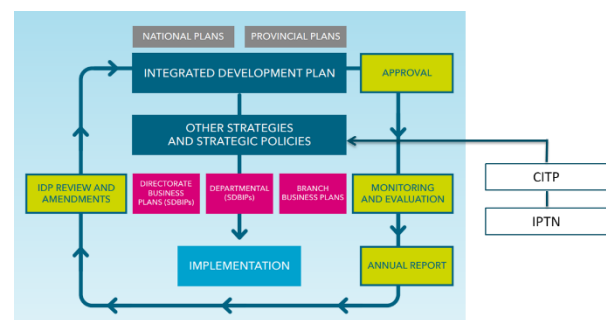 NATIONAL PLANS
PROVINCIAL PLANS
INTEGRATED DEVELOPMENT PLAN
APPROVAL
OTHER STRATEGIES
AND STRATEGIC POLICIES
CITP
IDP REVIEW AND
AMENDMENTS
DIRECTORATE
BUSINESS
PLANS (SDBIPs)
DEPARTMENTAL
(SDBIPs)
BRANCH
BUSINESS PLANS
MONITORING
AND EVALUATION
IPTN
IMPLEMENTATION
ANNUAL REPORT